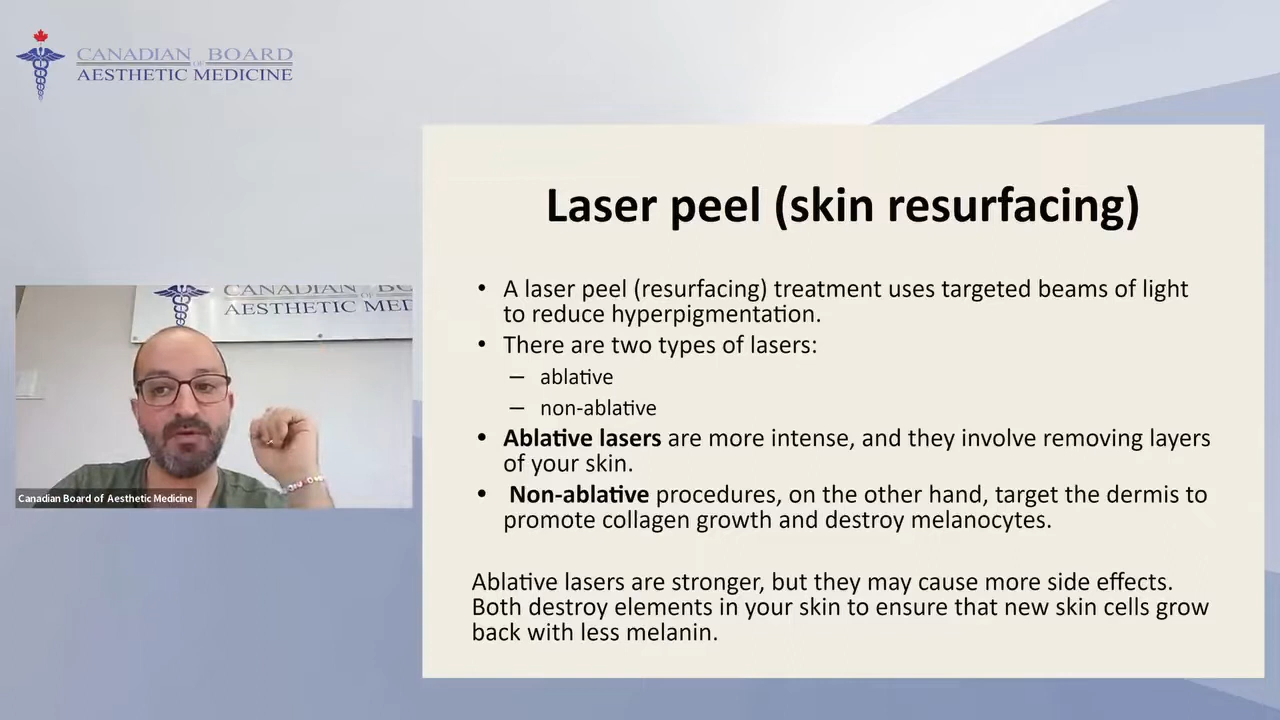 CANADIAN BOARD
OF
AESTHETIC MEDICINE
Laser peel (skin resurfacing)
• A laser peel (resurfacing) treatment uses targeted beams of light
to reduce hyperpigmentation.
• There are two types of lasers:
– ablative
– non-ablative
• Ablative lasers are more intense, and they involve removing layers
of your skin.
• Non-ablative procedures, on the other hand, target the dermis to
promote collagen growth and destroy melanocytes.
Ablative lasers are stronger, but they may cause more side effects.
Both destroy elements in your skin to ensure that new skin cells grow
back with less melanin.
CANADIAN BO
OF
AESTHETIC MED
Canadian Board of Aesthetic Medicine